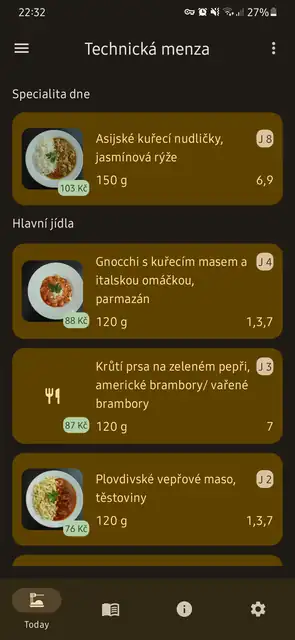 22:32
27%
Technická menza
Specialita dne
Asijské kuřecí nudličky,
jasmínová rýže
J 8
103 Kč
150 g
6,9
Hlavní jídla
Gnocchi s kuřecím masem a
italskou omáčkou,
parmazán
J 4
88 Kč
120 g
1,3,7
Krůtí prsa na zeleném pepři,
americké brambory/ vařené
brambory
J 3
87 Kč
120 g
7
Plovdivské vepřové maso,
těstoviny
J 2
76 Kč
120 g
1,3,7
Today